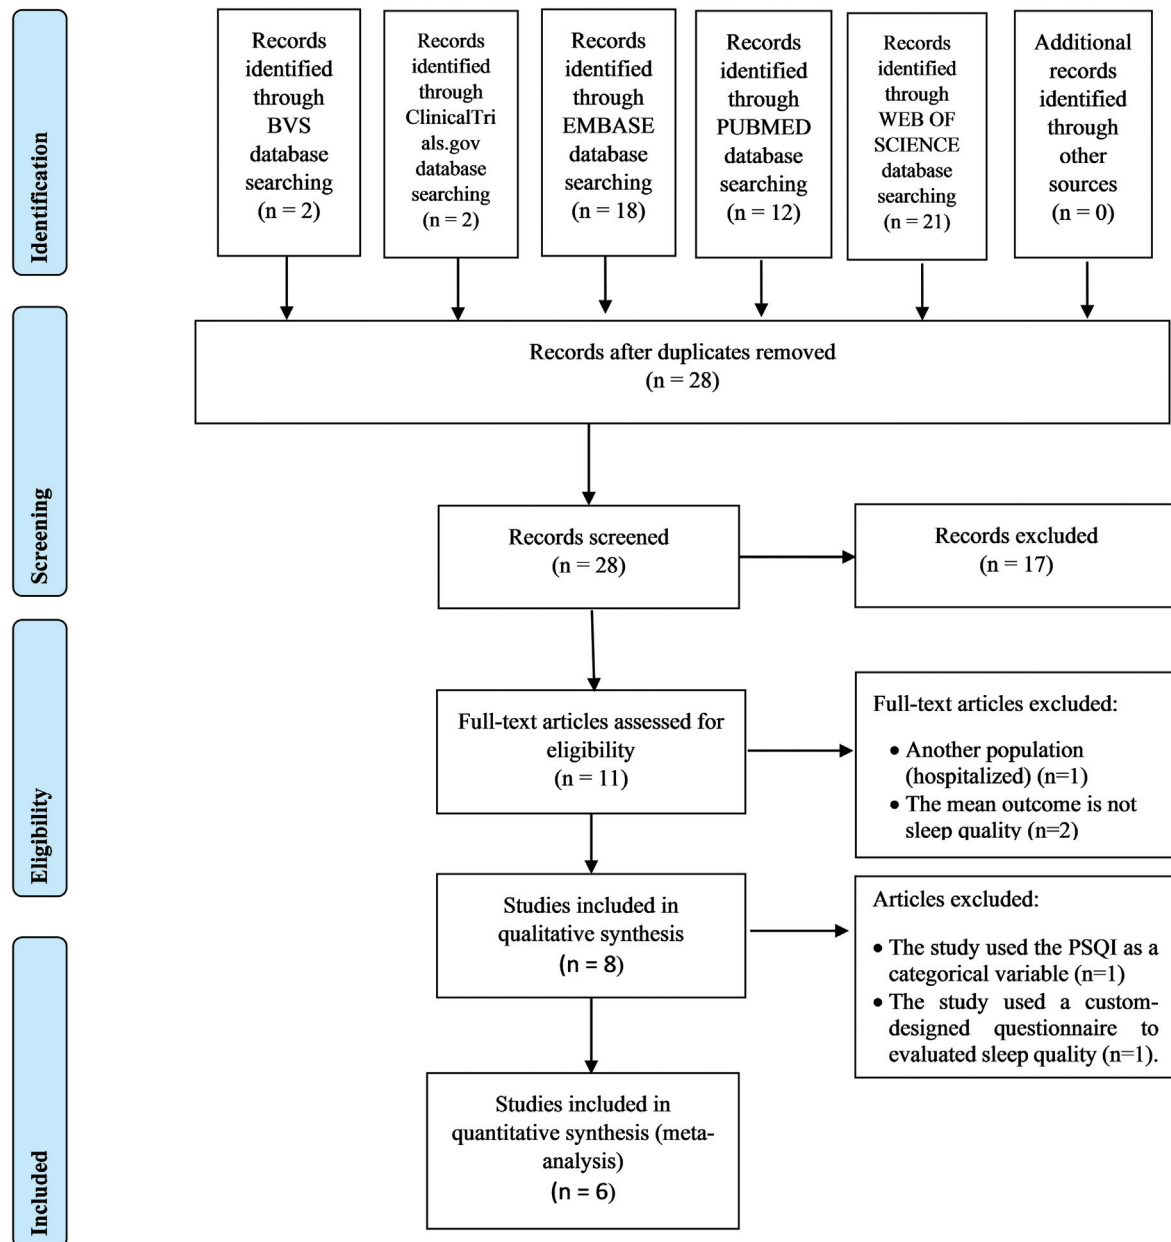 Identification
Records
identified
through
BVS
database
searching
(n = 2)
Records
identified
through
ClinicalTri
als.gov
database
searching
(n = 2)
Records
identified
through
EMBASE
database
searching
(n = 18)
Records
identified
through
PUBMED
database
searching
(n = 12)
Records
identified
through
WEB OF
SCIENCE
database
searching
(n = 21)
Additional
records
identified
through
other
sources
(n = 0)
Screening
Records after duplicates removed
(n = 28)
Records screened
(n = 28)
Records excluded
(n = 17)
Eligibility
Full-text articles assessed for
eligibility
(n = 11)
Full-text articles excluded:
• Another population
(hospitalized) (n=1)
• The mean outcome is not
sleep quality (n=2)
Studies included in
qualitative synthesis
(n = 8)
Articles excluded:
• The study used the PSQI as a
categorical variable (n=1)
• The study used a custom-
designed questionnaire to
evaluated sleep quality (n=1).
Included
Studies included in
quantitative synthesis (meta-
analysis)
(n = 6)